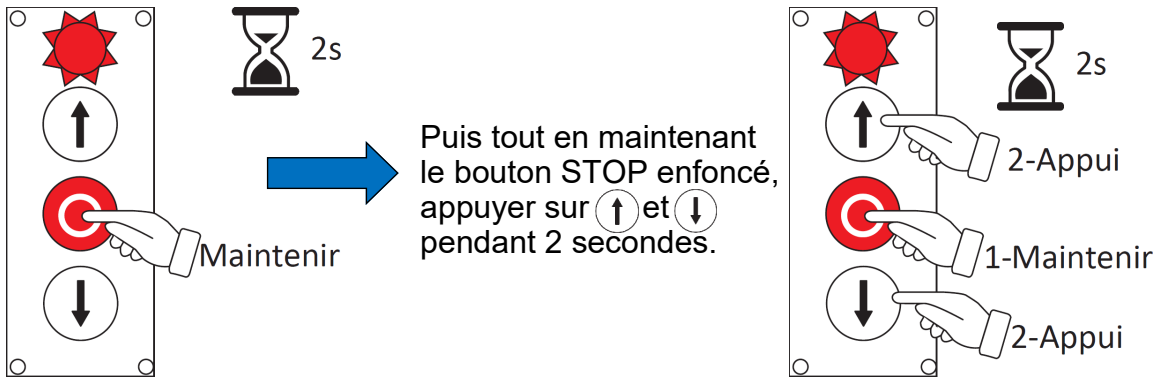 2s
Maintenir
Puis tout en maintenant
le bouton STOP enfoncé,
appuyer sur et
pendant 2 secondes.
2s
2-Appui
1-Maintenir
2-Appui